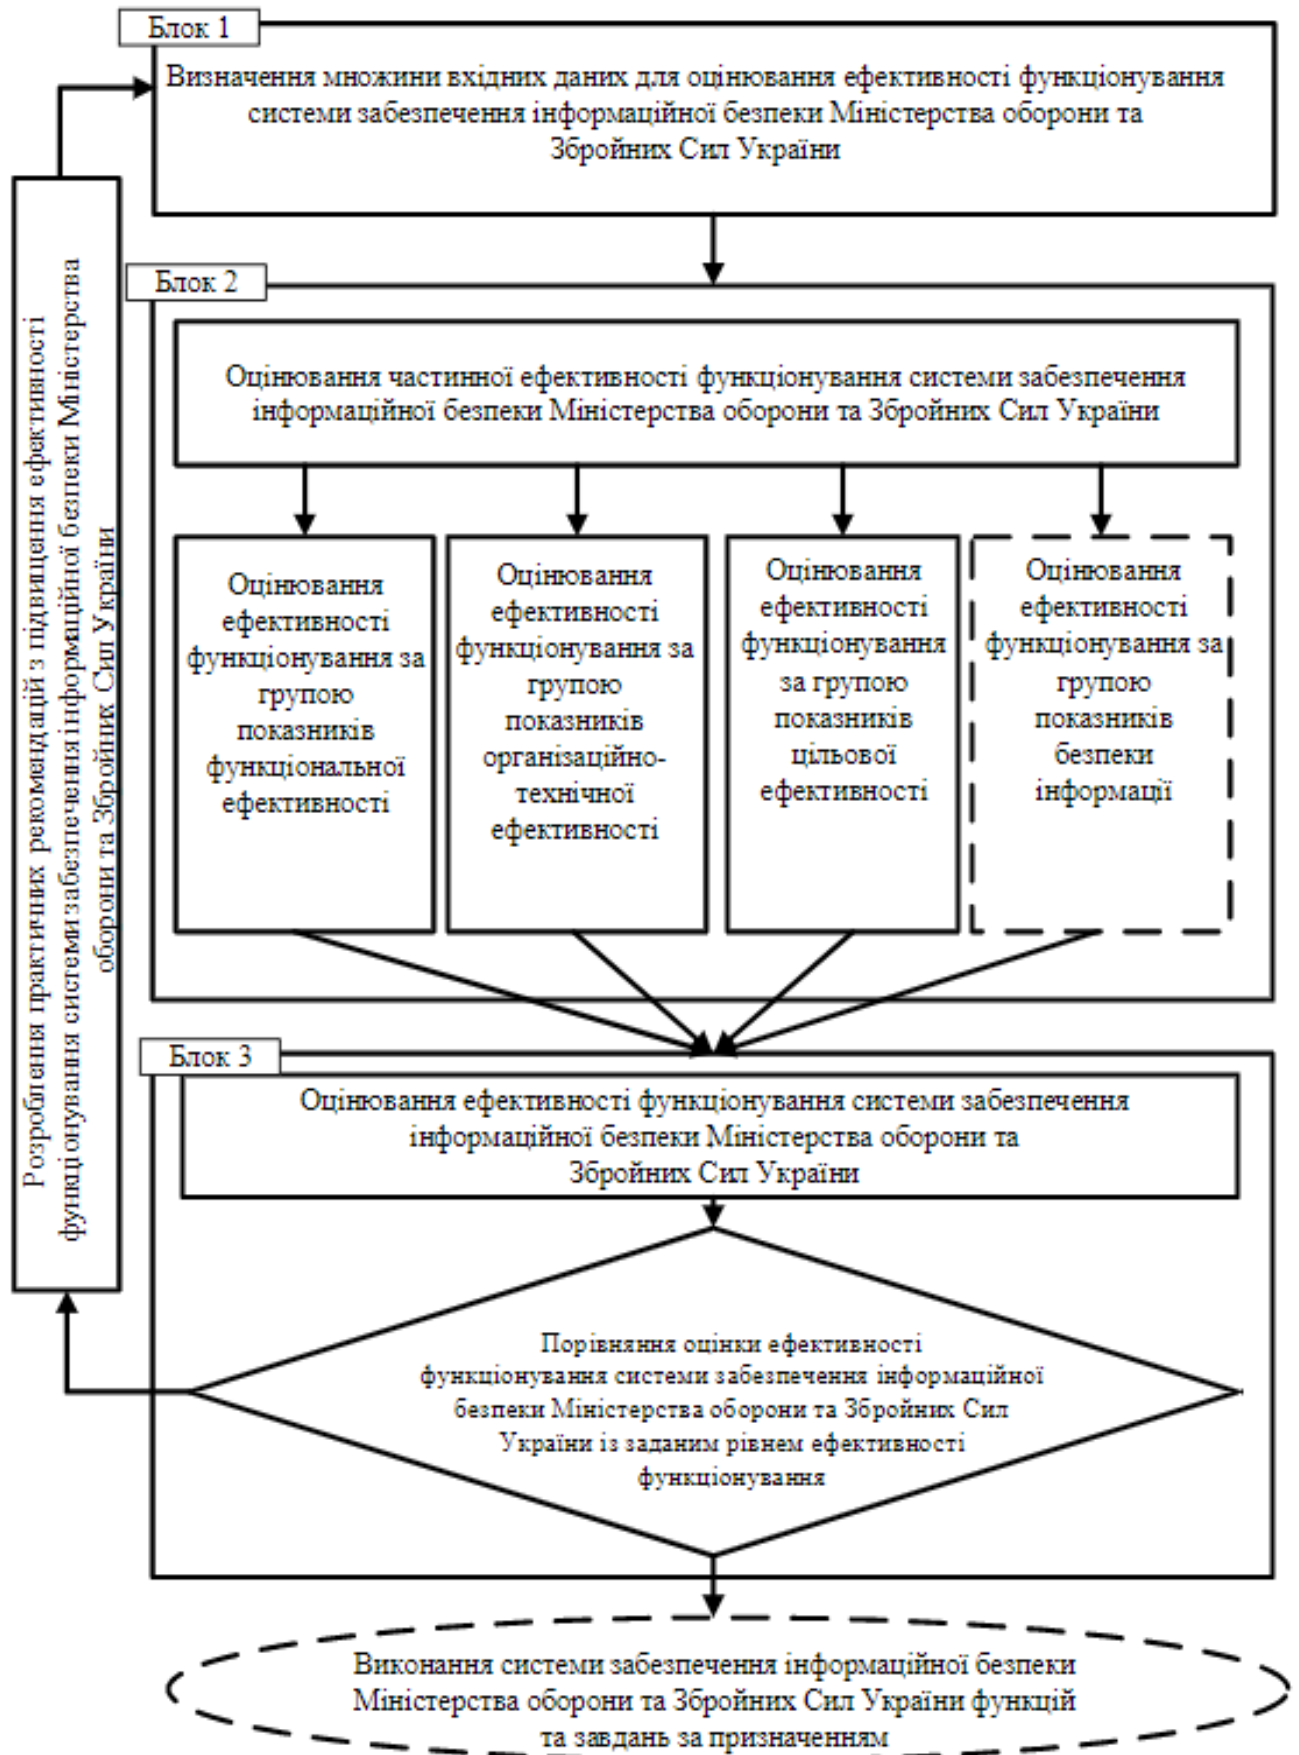 Блок 1
Визначення множини вхідних даних для оцінювання ефективності функціонування
системи забезпечення інформаційної безпеки Міністерства оборони та
Збройних Сил України
Розроблення практичних рекомендацій з підвищення ефективності
функціонування системи забезпечення інформаційної безпеки Міністерства
оборони та Збройних Сил України
Блок 2
Оцінювання частинної ефективності функціонування системи забезпечення
інформаційної безпеки Міністерства оборони та Збройних Сил України
Оцінювання
ефективності
функціонування за
групою
показників
функціональної
ефективності
Оцінювання
ефективності
функціонування за
групою
показників
організаційно-
технічної
ефективності
Оцінювання
ефективності
функціонування
за групою
показників
цільової
ефективності
Оцінювання
ефективності
функціонування за
групою
показників
безпеки
інформації
Блок 3
Оцінювання ефективності функціонування системи забезпечення
інформаційної безпеки Міністерства оборони та
Збройних Сил України
Порівняння оцінки ефективності
функціонування системи забезпечення інформаційної
безпеки Міністерства оборони та Збройних Сил
України із заданим рівнем ефективності
функціонування
Виконання системи забезпечення інформаційної безпеки
Міністерства оборони та Збройних Сил України функцій
та завдань за призначенням